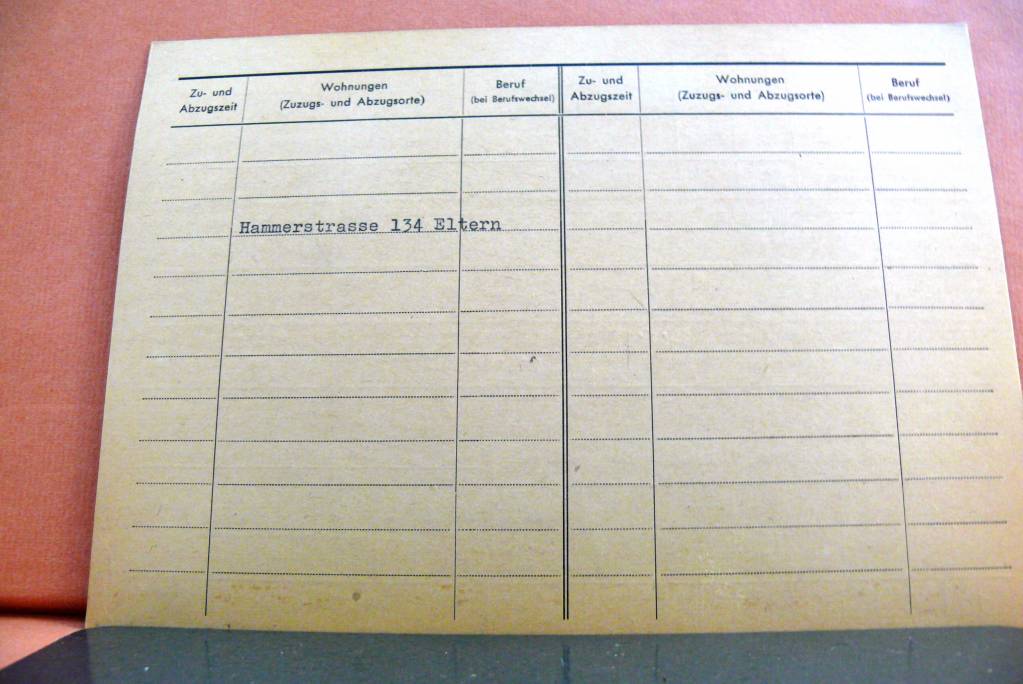 Zu- und Abzugszeit
Wohnungen
(Zuzugs- und Abzugsorte)
Beruf
(bei Berufswechsel)
Zu- und Abzugszeit
Wohnungen
(Zuzugs- und Abzugsorte)
Beruf
(bei Berufswechsel)
Hammerstrasse 134 Eltern